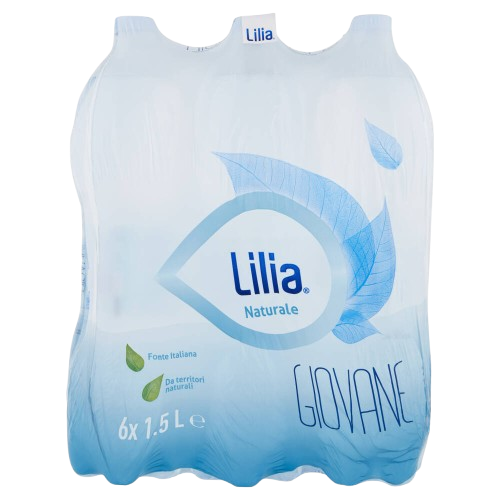 Lilia
Lilia®
Naturale
Fonte Italiana
Da territori
naturali
GIOVANE
6x 1.5 L ℮